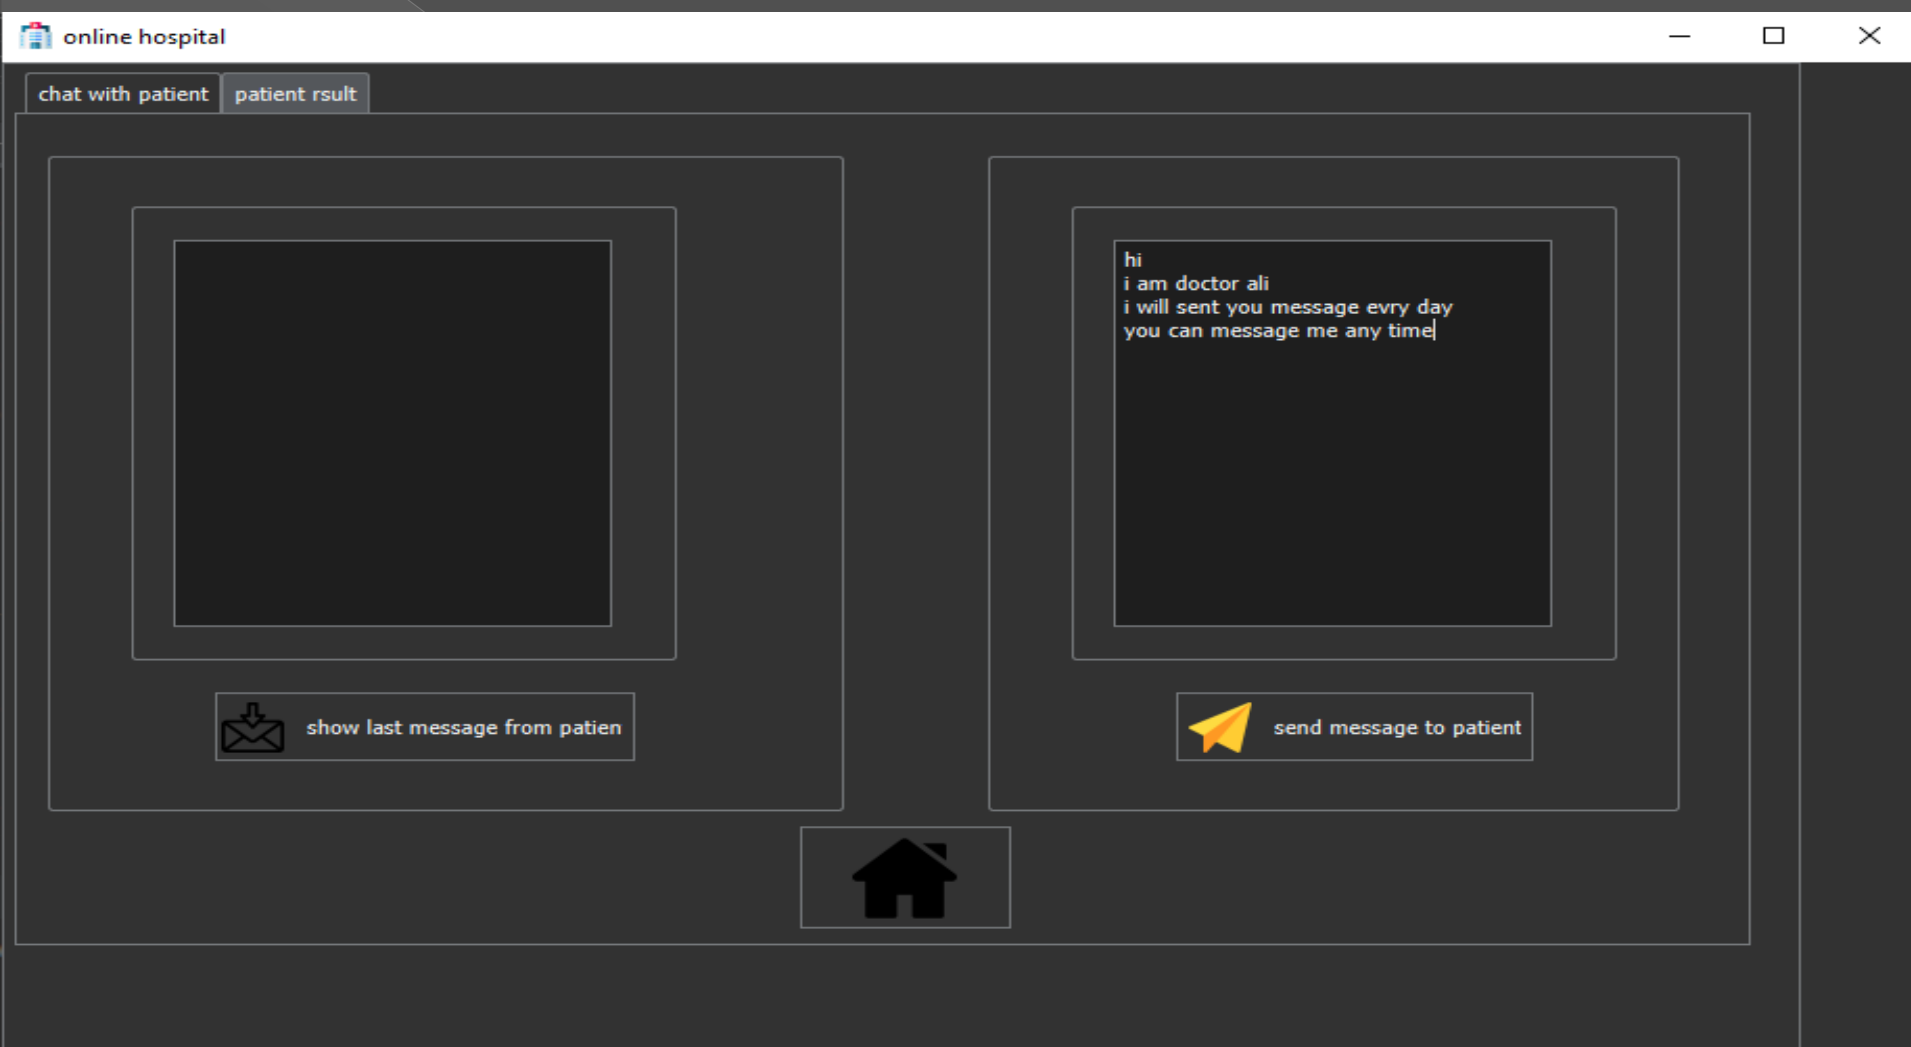 online hospital
chat with patient
patient rsult
hi
i am doctor ali
i will sent you message evry day
you can message me any time
show last message from patien
send message to patient